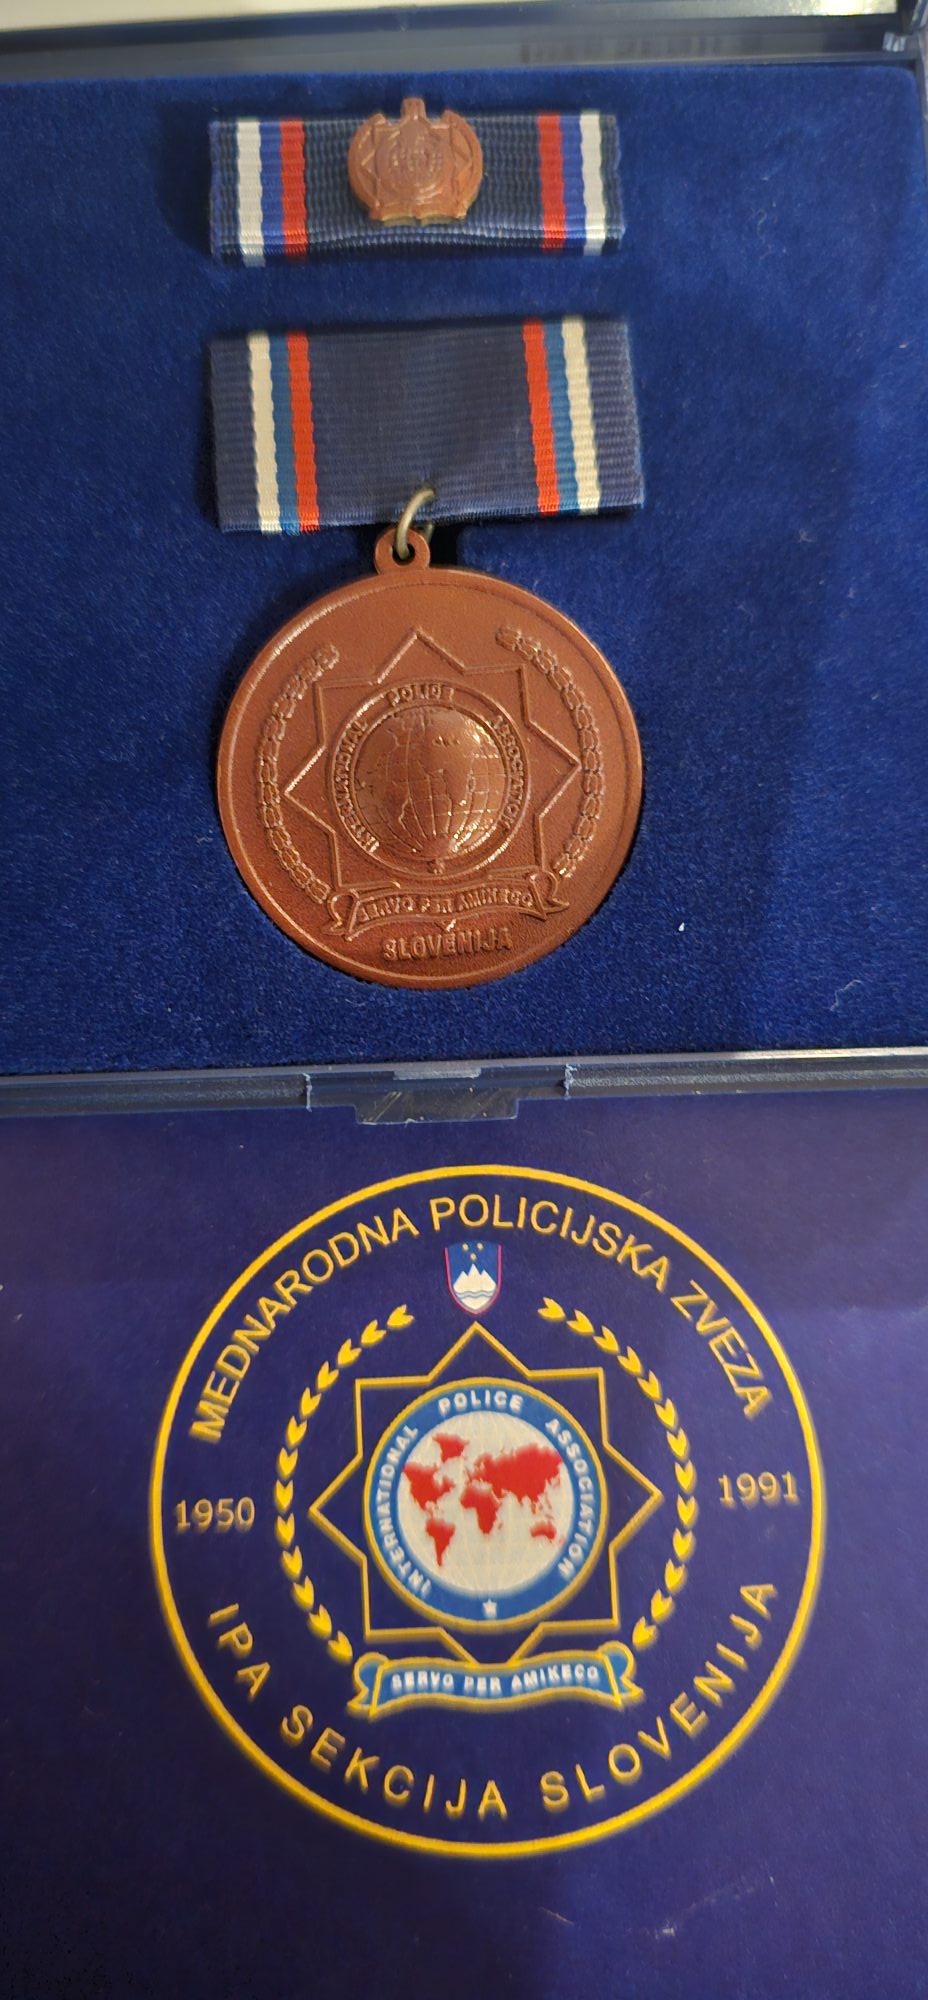 INTERNATIONAL POLICE ASSOCIATION
SERVO PER AMIKECO
SLOVENIJA
MEDNARODNA POLICIJSKA ZVEZA
INTERNATIONAL POLICE ASSOCIATION
1950
1991
SERVO PER AMIKECO
IPA SEKCIJA SLOVENIJA